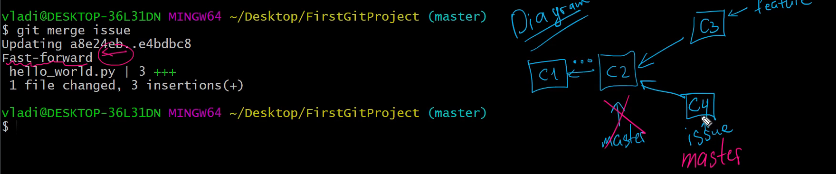 vladi@DESKTOP-36L31DN MINGW64 ~/Desktop/FirstGitProject (master)
$ git merge issue
Updating a8e24eb..e4bdbc8
Fast-forward
 hello_world.py | 3 +++
 1 file changed, 3 insertions(+)
vladi@DESKTOP-36L31DN MINGW64 ~/Desktop/FirstGitProject (master)
$
Diagram
feature
C3
C1 ... C2
C4
master
issue
master